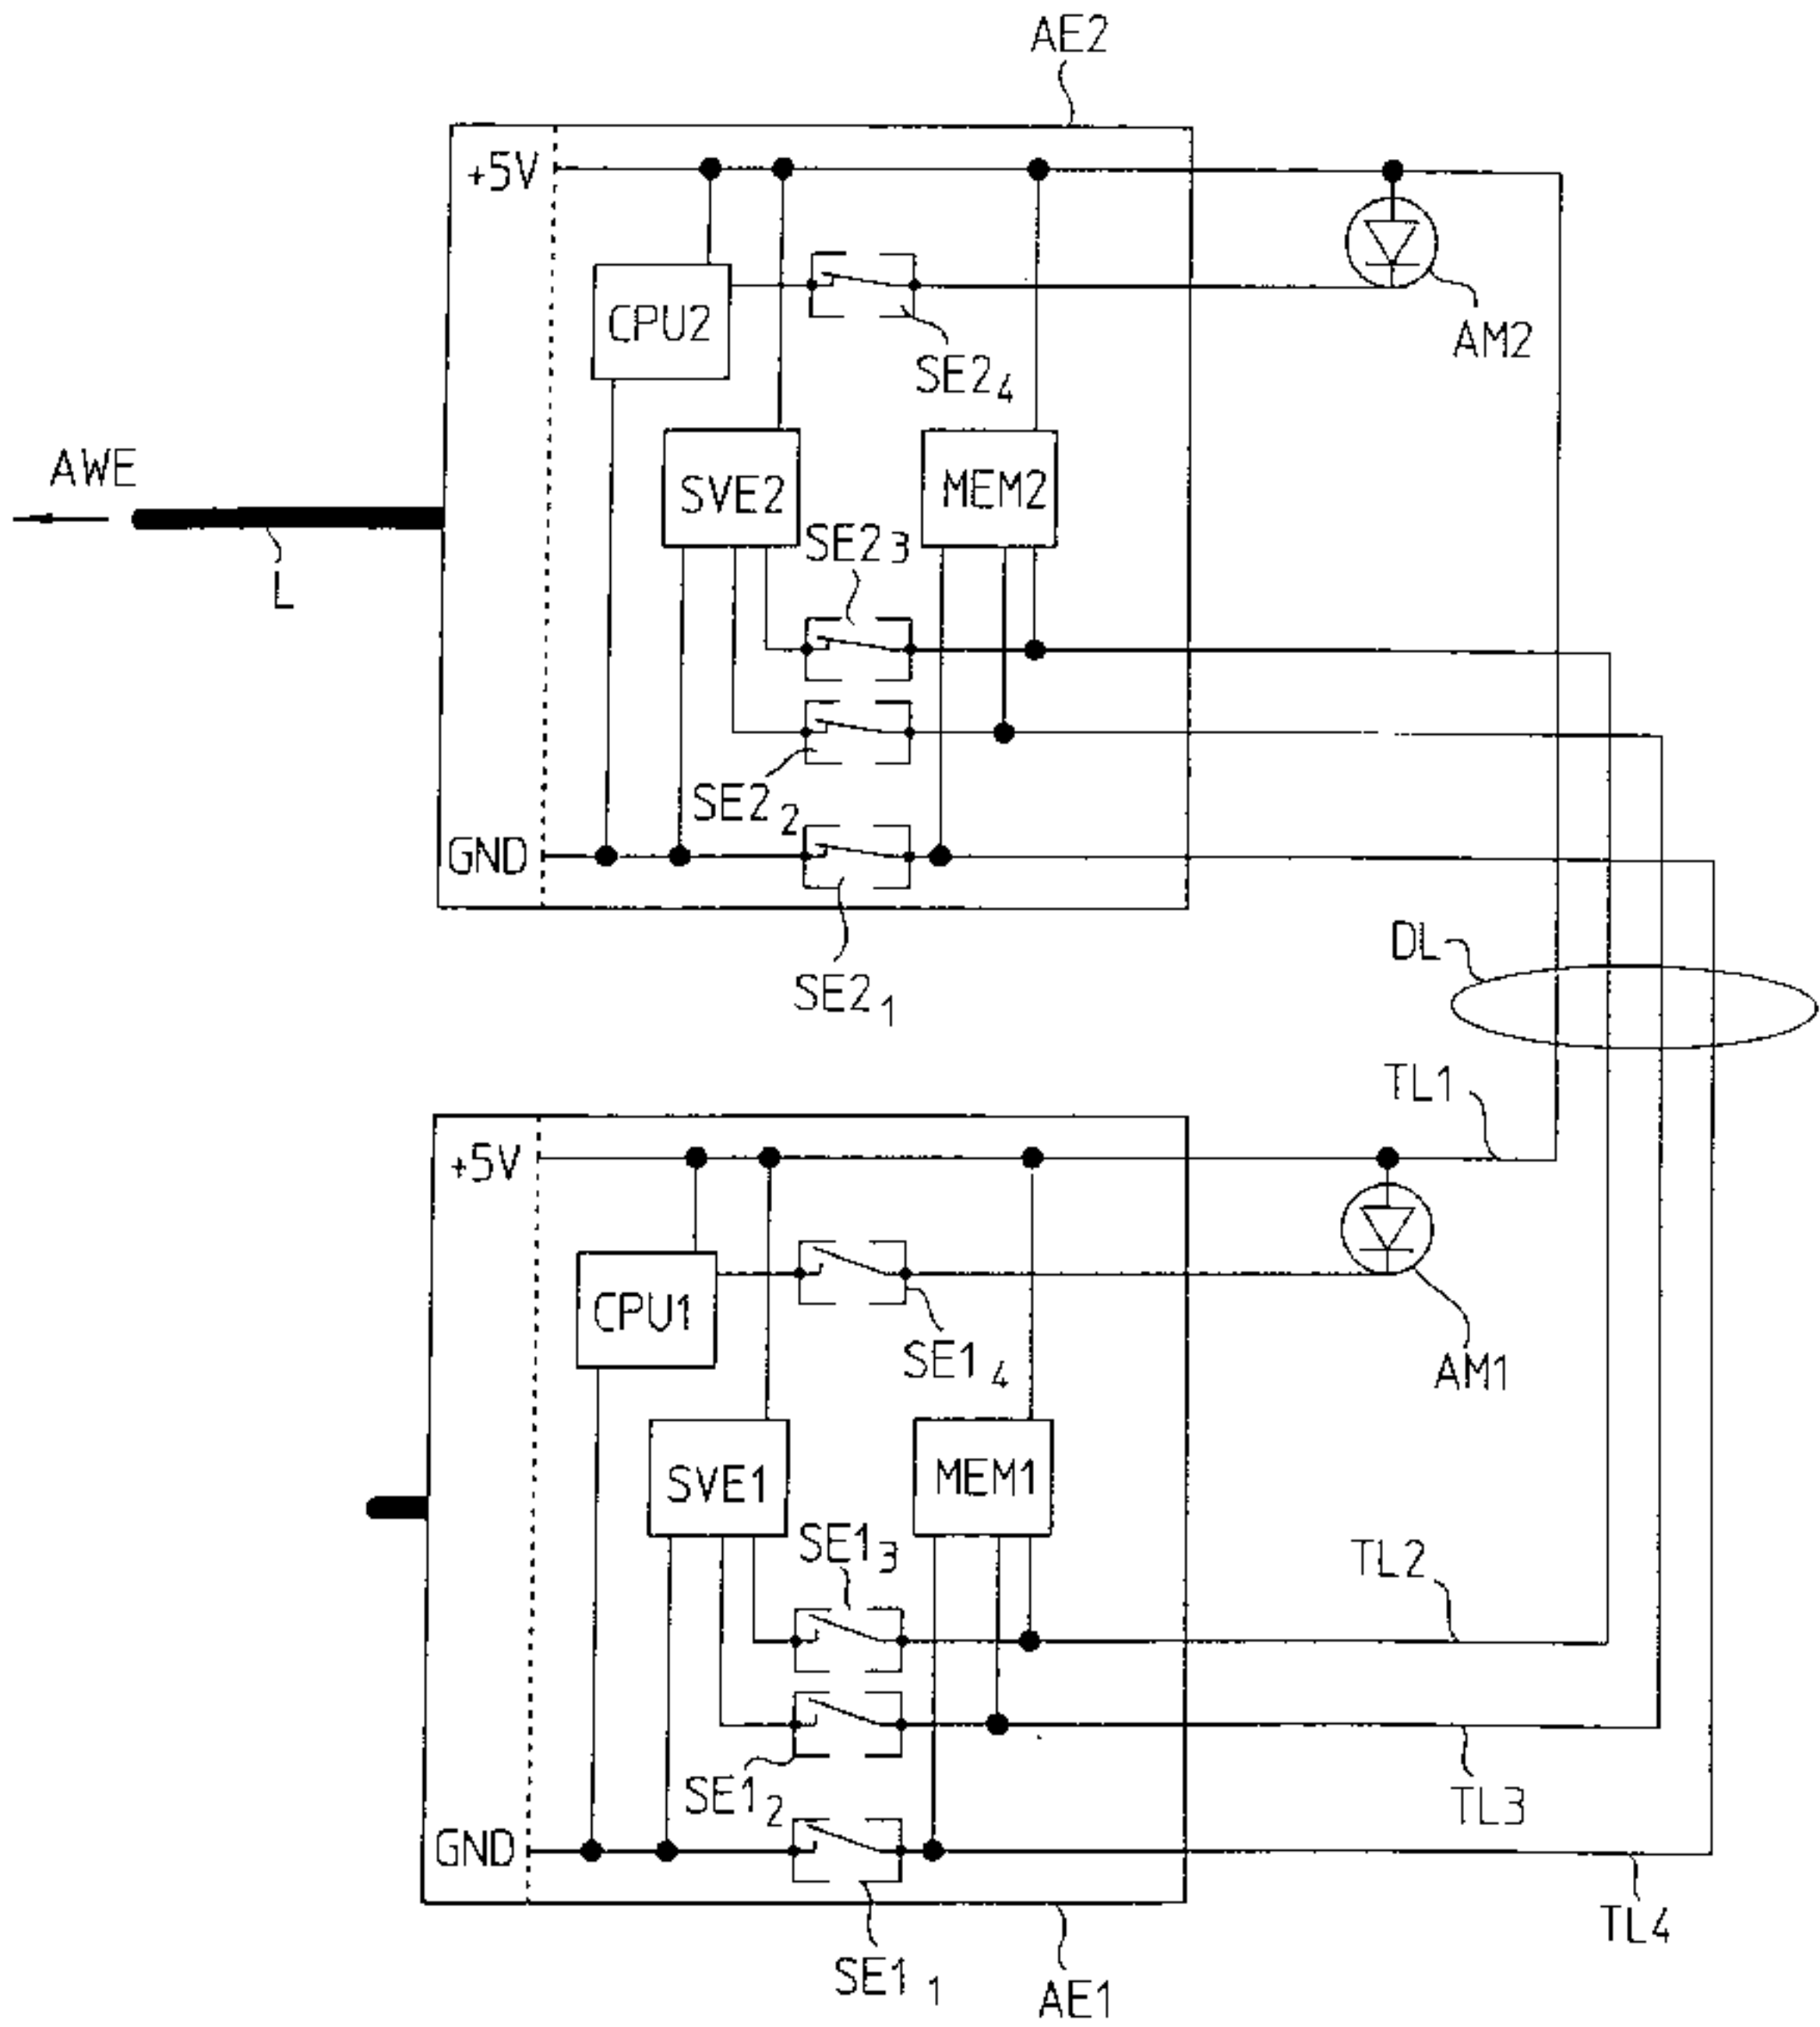 AE2
+5V
CPU2
SE2₄
AM2
AWE
SVE2
MEM2
SE2₃
L
SE2₂
GND
SE2₁
DL
TL1
+5V
CPU1
SE1₄
AM1
SVE1
MEM1
SE1₃
TL2
SE1₂
TL3
GND
TL4
SE1₁
AE1